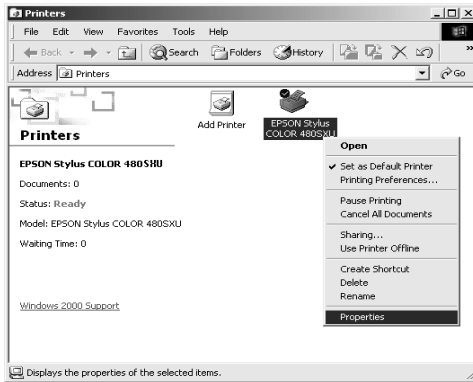 Printers
File Edit View Favorites Tools Help
Back Search Folders History »
Address Printers Go
Printers
EPSON Stylus COLOR 480SXU
Documents: 0
Status: Ready
Model: EPSON Stylus COLOR 480SXU
Waiting Time: 0
Windows 2000 Support
Add Printer
EPSON Stylus
COLOR 480SXU
Open
Set as Default Printer
Printing Preferences...
Pause Printing
Cancel All Documents
Sharing...
Use Printer Offline
Create Shortcut
Delete
Rename
Properties
Displays the properties of the selected items.